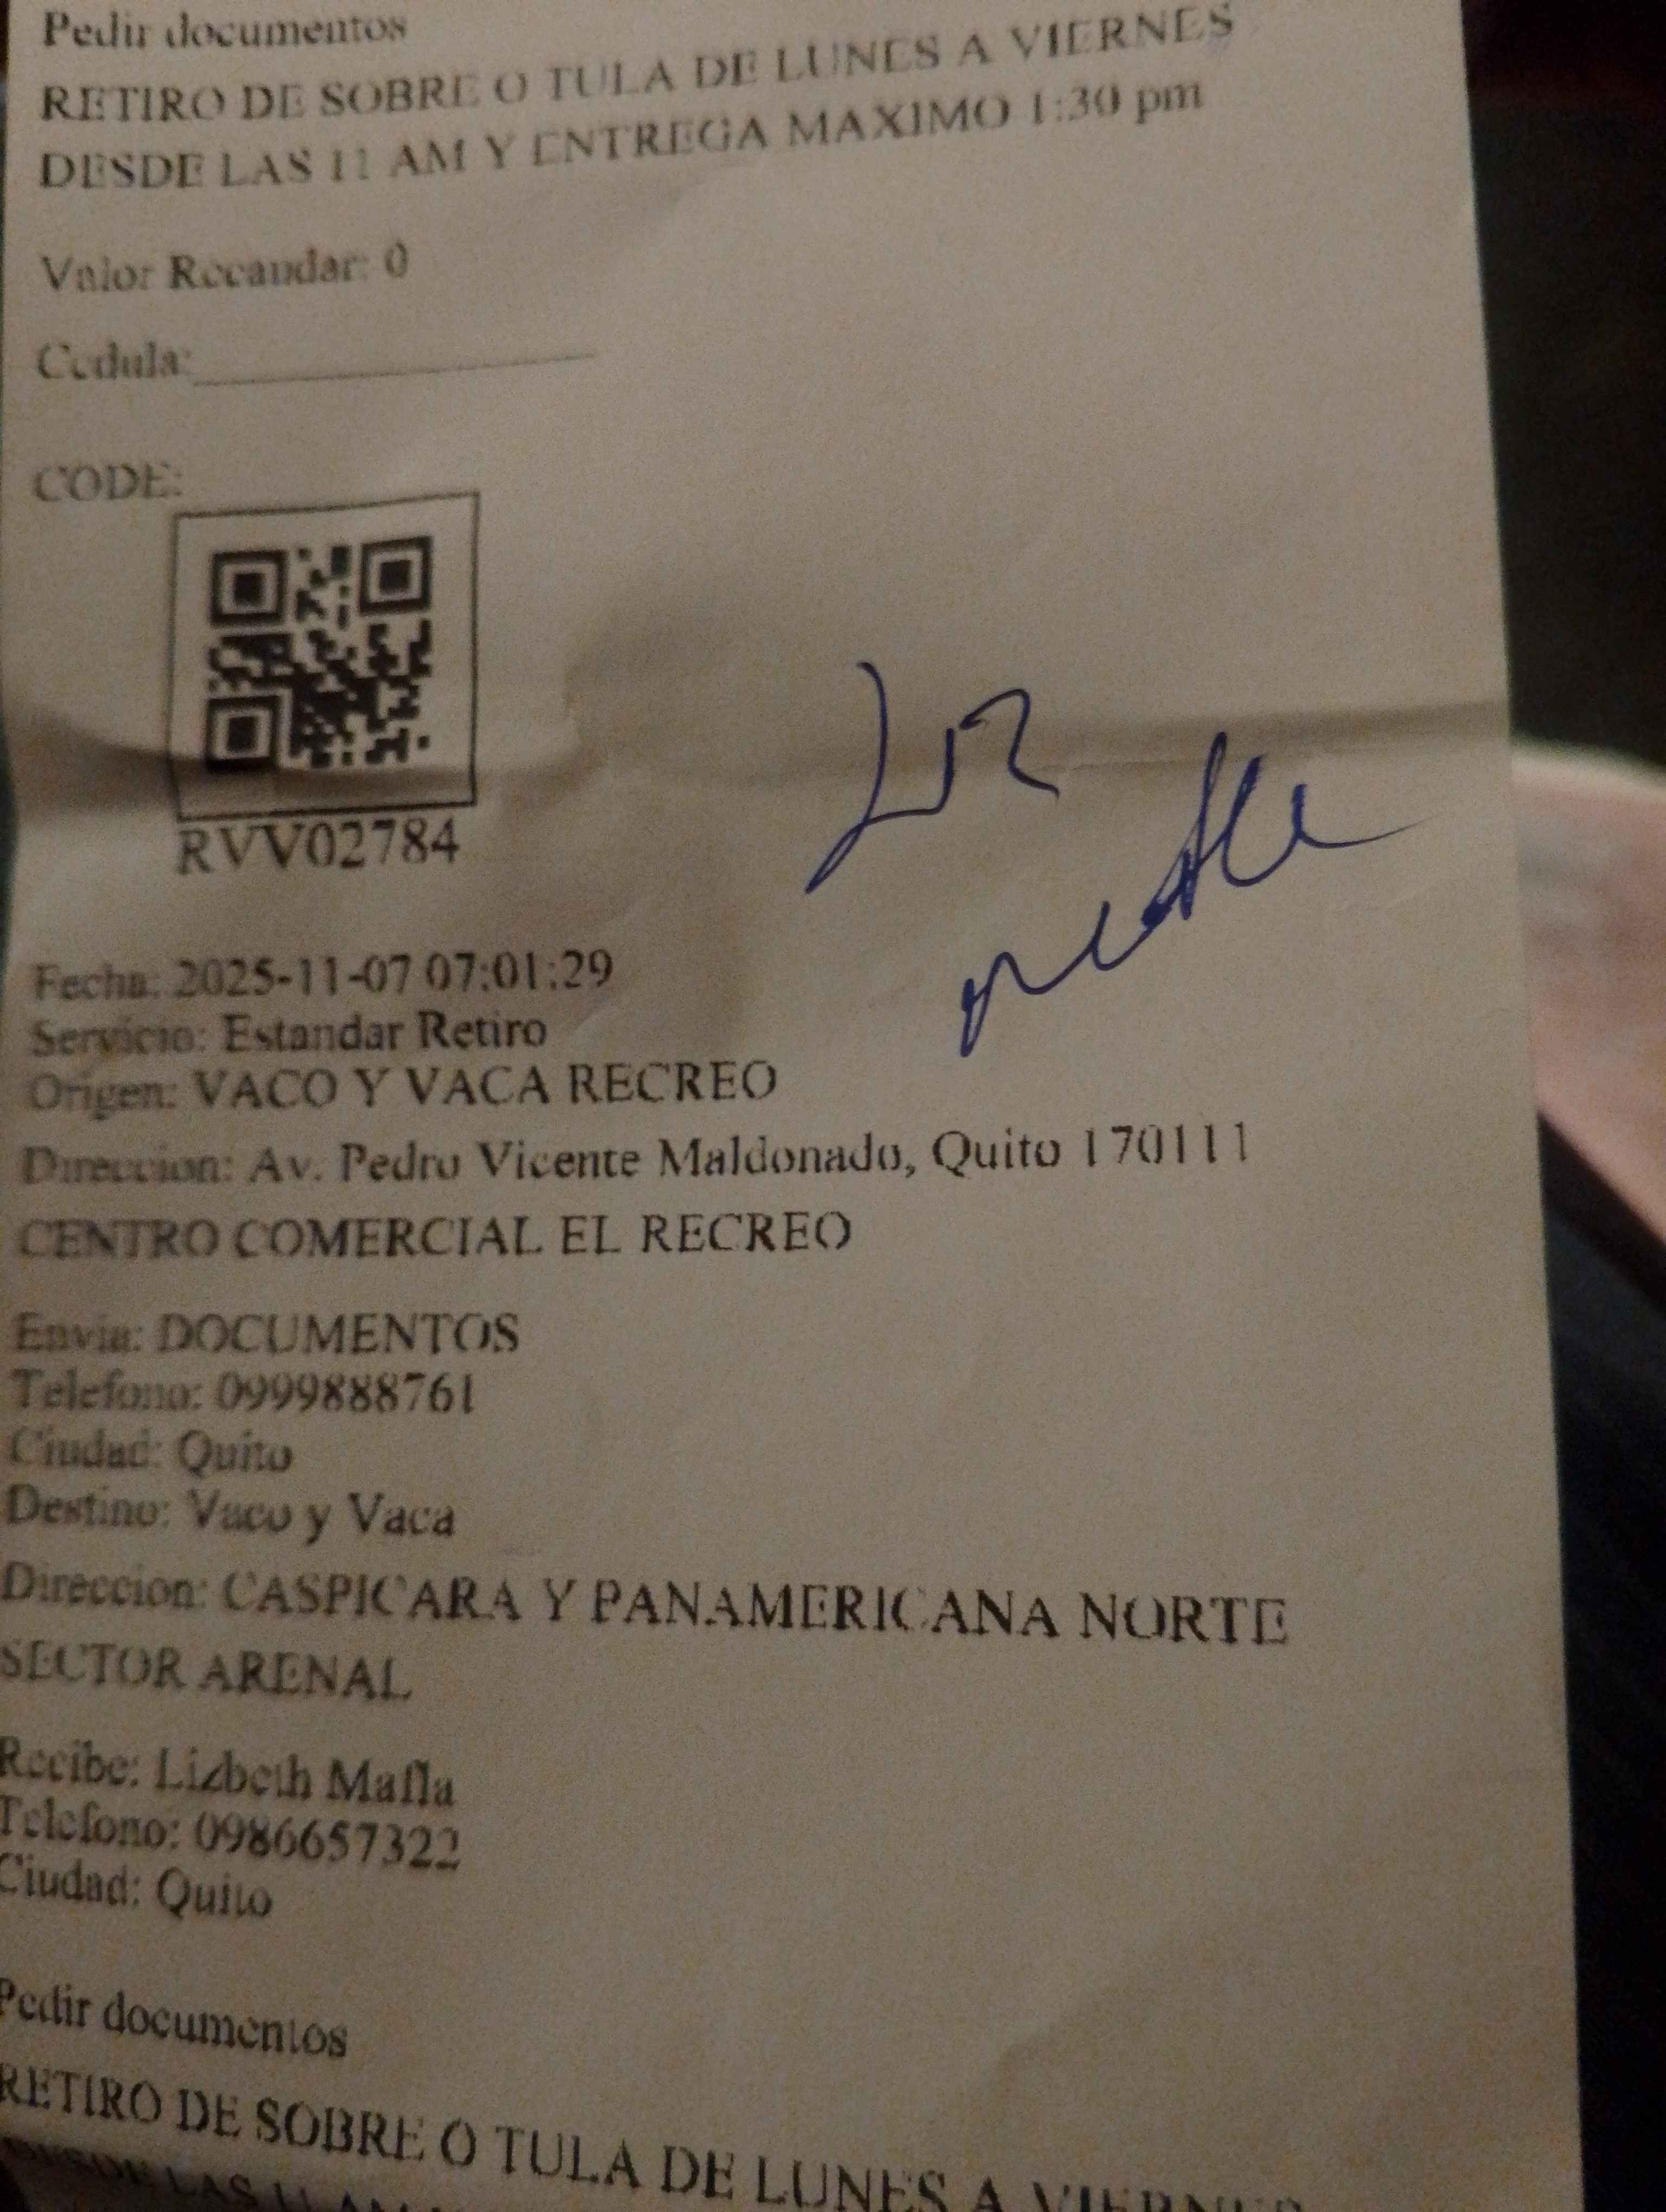 Pedir documentos
RETIRO DE SOBRE O TULA DE LUNES A VIERNES
DESDE LAS 11 AM Y ENTREGA MAXIMO 1:30 pm
Valor Recaudar: 0
Cedula:
CODE:
RVV02784
Fecha: 2025-11-07 07:01:29
Servicio: Estandar Retiro
Origen: VACO Y VACA RECREO
Direccion: Av. Pedro Vicente Maldonado, Quito 170111
CENTRO COMERCIAL EL RECREO
Envia: DOCUMENTOS
Telefono: 0999888761
Ciudad: Quito
Destino: Vaco y Vaca
Direccion: CASPICARA Y PANAMERICANA NORTE
SECTOR ARENAL
Recibe: Lizbeth Mafla
Telefono: 0986657322
Ciudad: Quito
Pedir documentos
RETIRO DE SOBRE O TULA DE LUNES A VIERNES
DESDE LAS 11 AM